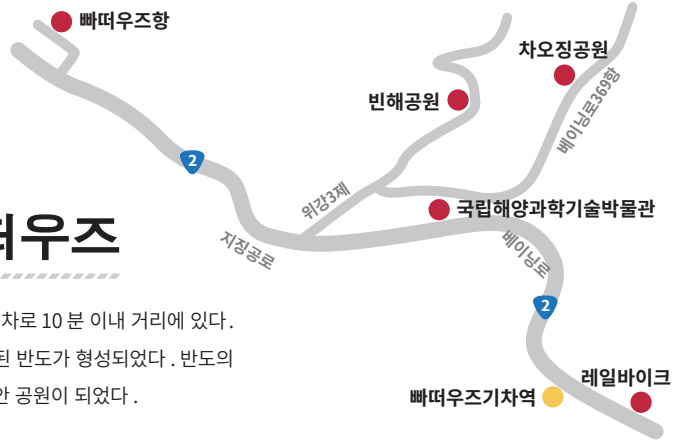 빠떠우즈항
차오징공원
빈해공원
베이닝로369항
2
위강3제
국립해양과학기술박물관
떠우즈
지징공로
베이닝로
차로 10 분 이내 거리에 있다 .
2
된 반도가 형성되었다 . 반도의
레일바이크
안 공원이 되었다 .
빠떠우즈기차역